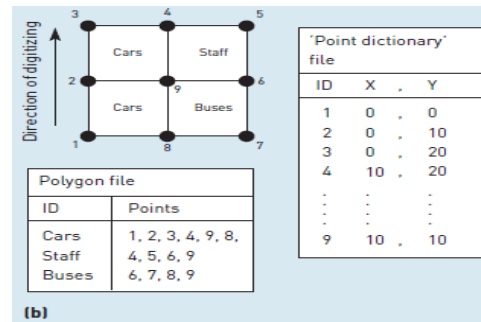 3 4 5
Direction of digitizing
Cars Staff
2 9 6
Cars Buses
1 8 7
Polygon file
ID Points
Cars 1, 2, 3, 4, 9, 8,
Staff 4, 5, 6, 9
Buses 6, 7, 8, 9
(b)
'Point dictionary'
file
ID X , Y
1 0 , 0
2 0 , 10
3 0 , 20
4 10 , 20
. . .
. . .
. . .
9 10 , 10